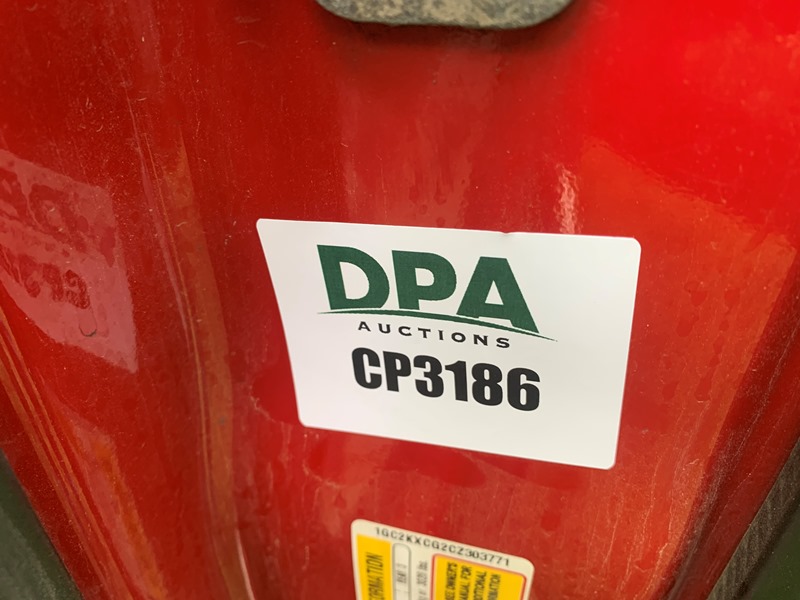 DPA
AUCTIONS
CP3186
1GC2KXCG2CZ303771